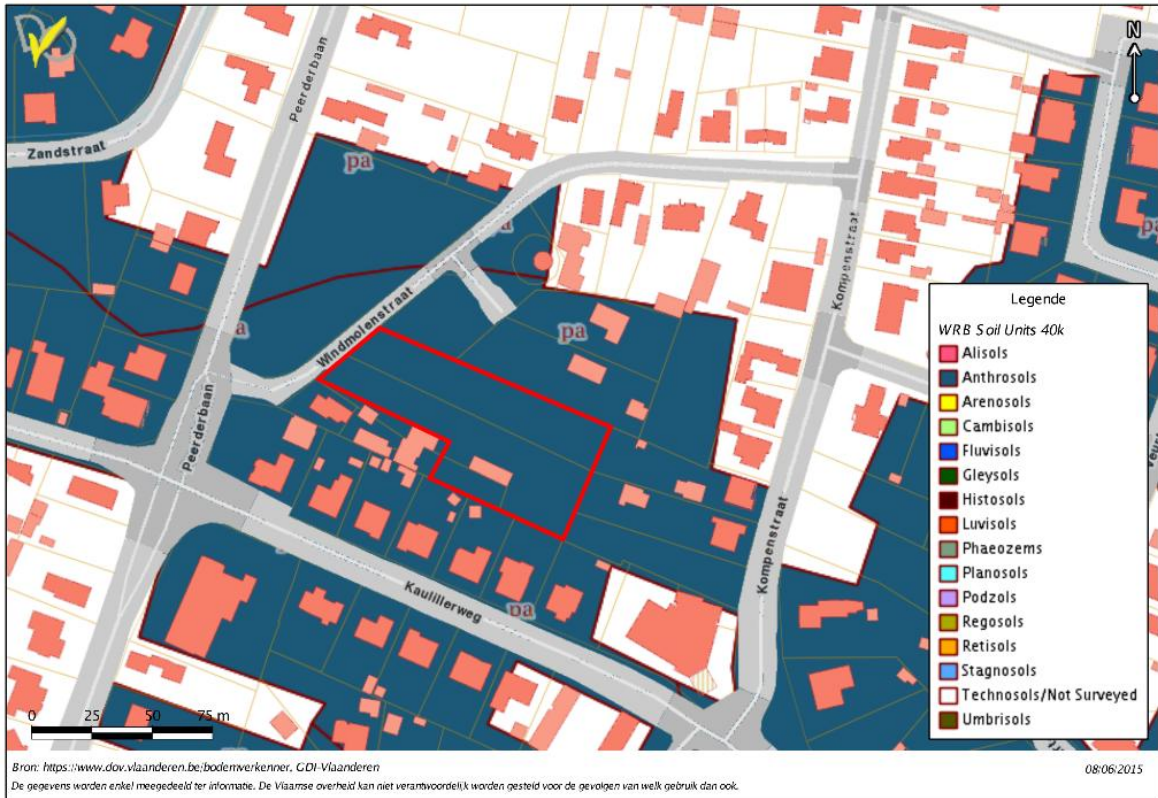 N
Peerderbaan
Zandstraat
pa
pa
pa
Kompenstraat
Windmolenstraat
a
pa
Peerderbaan
Kompenstraat
Kaulillerweg
pa
Legende
WRB Soil Units 40k
Alisols
Anthrosols
Arenosols
Cambisols
Fluvisols
Gleysols
Histosols
Luvisols
Phaeozems
Planosols
Podzols
Regosols
Retisols
Stagnosols
Technosols/Not Surveyed
Umbrisols
0 25 50 75 m
Bron: https://www.dov.vlaanderen.be/bodemverkenner, GDI-Vlaanderen
08/06/2015
De gegevens worden enkel meegedeeld ter informatie. De Vlaamse overheid kan niet verantwoordelijk worden gesteld voor de gevolgen van welk gebruik dan ook.